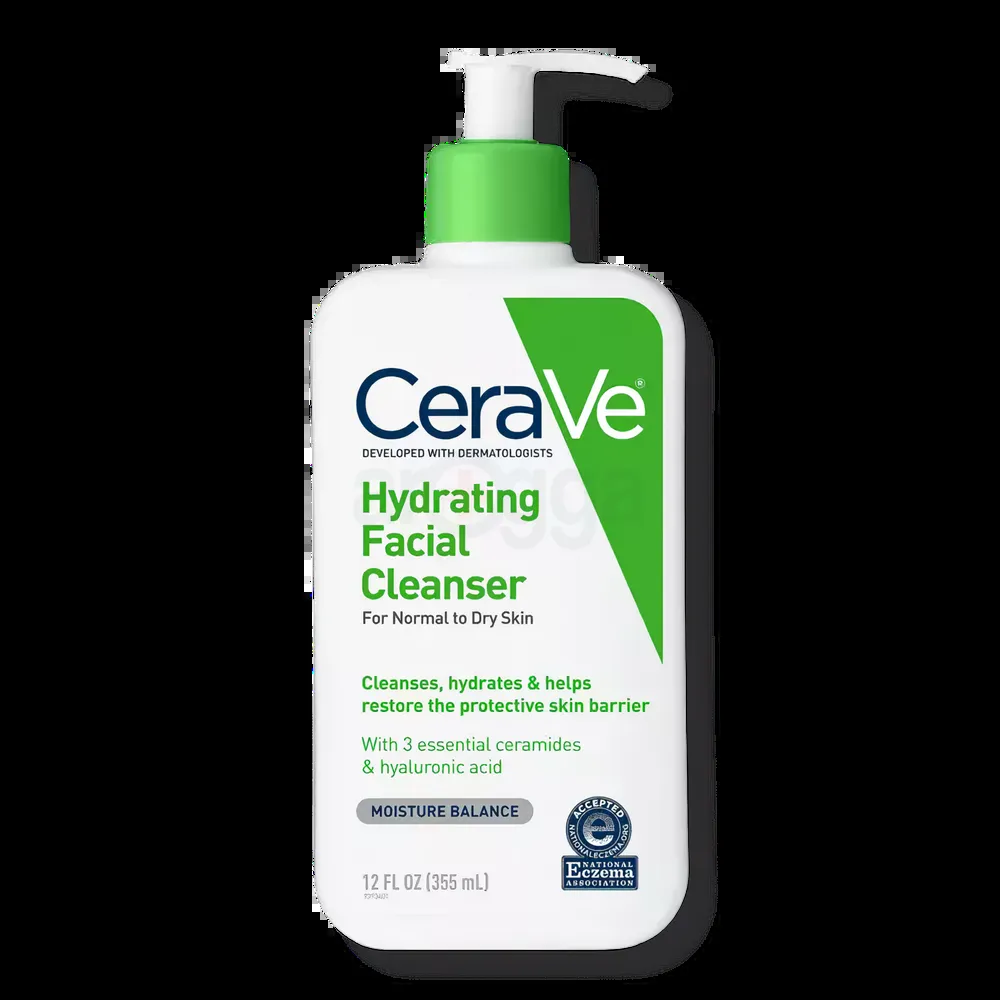 CeraVe®
DEVELOPED WITH DERMATOLOGISTS
arogga
Hydrating
Facial
Cleanser
For Normal to Dry Skin
Cleanses, hydrates & helps
restore the protective skin barrier
With 3 essential ceramides
& hyaluronic acid
MOISTURE BALANCE
ACCEPTED
NATIONALECZEMA.ORG
NATIONAL
Eczema
ASSOCIATION
12 FL OZ (355 mL)